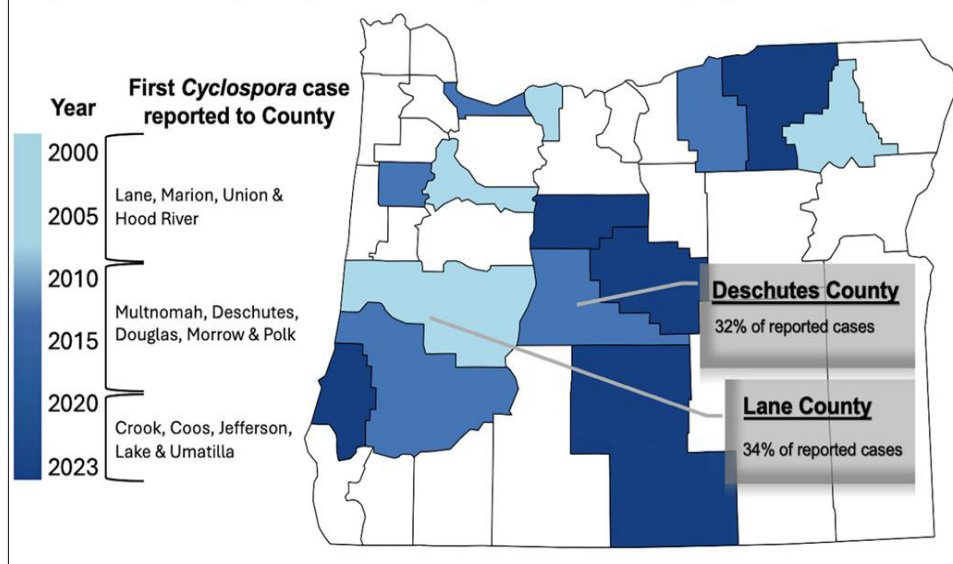 First Cyclospora case
reported to County
Year
2000
2005
2010
2015
2020
2023
Lane, Marion, Union &
Hood River
Multnomah, Deschutes,
Douglas, Morrow & Polk
Crook, Coos, Jefferson,
Lake & Umatilla
Deschutes County
32% of reported cases
Lane County
34% of reported cases